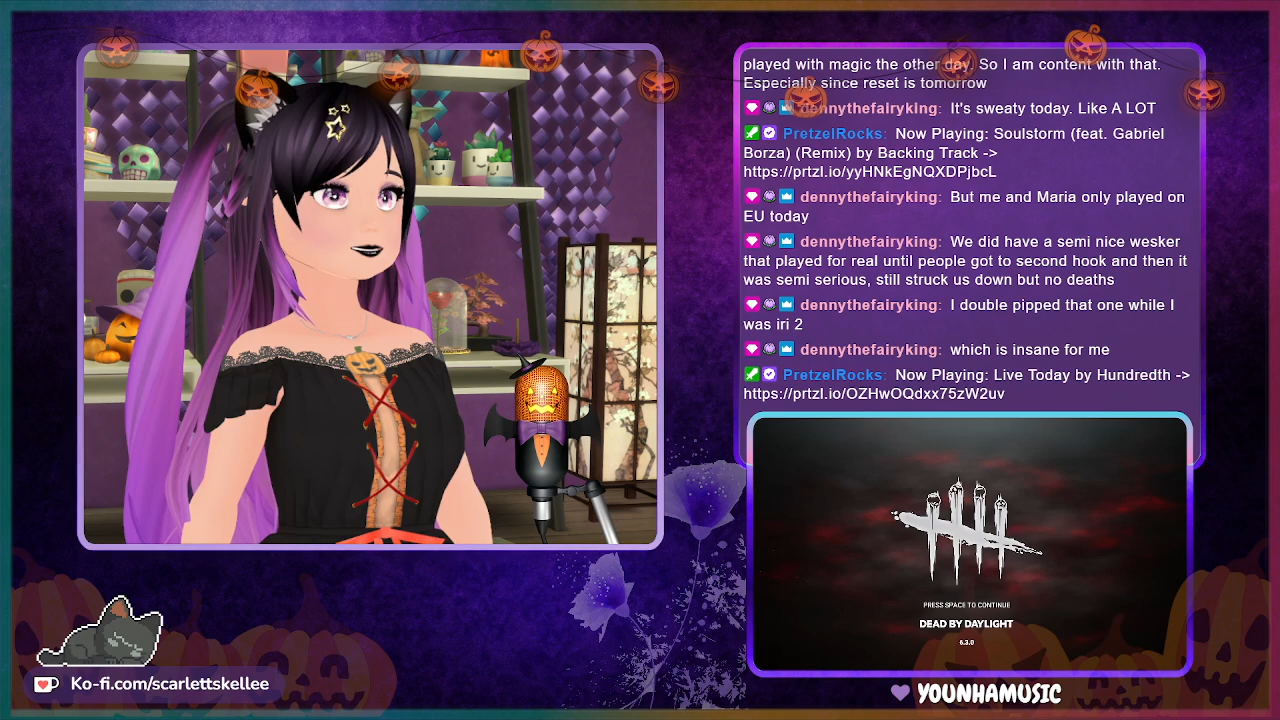 played with magic the other day. So I am content with that.
Especially since reset is tomorrow
dennythefairyking: It's sweaty today. Like A LOT
PretzelRocks: Now Playing: Soulstorm (feat. Gabriel
Borza) (Remix) by Backing Track ->
https://prtzl.io/yyHNkEgNQXDPjbcL
dennythefairyking: But me and Maria only played on
EU today
dennythefairyking: We did have a semi nice wesker
that played for real until people got to second hook and then it
was semi serious, still struck us down but no deaths
dennythefairyking: I double pipped that one while I
was iri 2
dennythefairyking: which is insane for me
PretzelRocks: Now Playing: Live Today by Hundredth ->
https://prtzl.io/OZHwOQdxx75zW2uv
PRESS SPACE TO CONTINUE
DEAD BY DAYLIGHT
6.3.0
Ko-fi.com/scarlettskellee
YOUNHAMUSIC